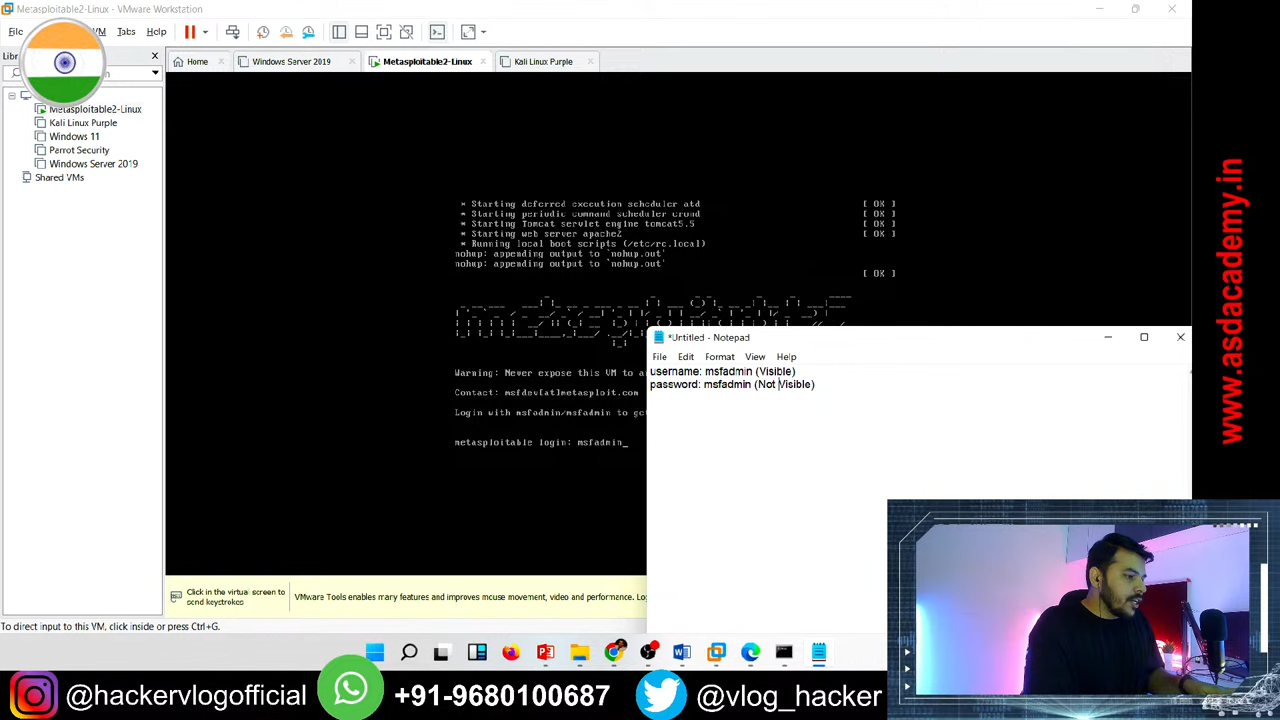 Metasploitable2-Linux - VMware Workstation
File VM Tabs Help
Home
Windows Server 2019
Metasploitable2-Linux
Kali Linux Purple
Metasploitable2-Linux
Kali Linux Purple
Windows 11
Parrot Security
Windows Server 2019
Shared VMs
* Starting deferred execution scheduler atd [ OK ]
* Starting periodic command scheduler crond [ OK ]
* Starting Tomcat servlet engine tomcat5.5 [ OK ]
* Starting web server apache2 [ OK ]
* Running local boot scripts (/etc/rc.local)
nohup: appending output to `nohup.out'
nohup: appending output to `nohup.out'
[ OK ]
Warning: Never expose this VM to
Contact: msfdev[at]metasploit.com
Login with msfadmin/msfadmin to
metasploitable login: msfadmin_
*Untitled - Notepad
File Edit Format View Help
username: msfadmin (Visible)
password: msfadmin (Not Visible)
Click in the virtual screen to
send keystrokes
VMware Tools enables many features and improves mouse movement, video and performance.
To direct input to this VM, click inside or press Ctrl+G.
www.asdacademy.in
@hackervlogofficial
+91-9680100687
@vlog_hacker